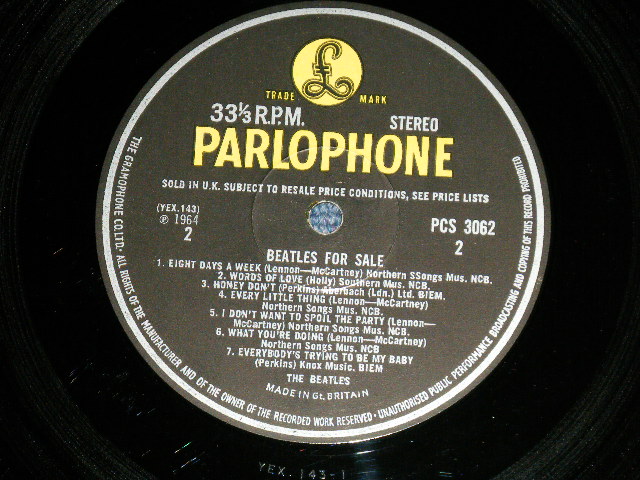 £
TRADE MARK
33⅓ R.P.M. STEREO
PARLOPHONE
SOLD IN U.K. SUBJECT TO RESALE PRICE CONDITIONS, SEE PRICE LISTS
(YEX.143)
℗ 1964
2
PCS 3062
2
BEATLES FOR SALE
1. EIGHT DAYS A WEEK (Lennon—McCartney) Northern SSongs Mus. NCB.
2. WORDS OF LOVE (Holly) Southern Mus. NCB.
3. HONEY DON'T (Perkins) Aberbach (Ldn.) Ltd. BIEM.
4. EVERY LITTLE THING (Lennon—McCartney)
Northern Songs Mus. NCB.
5. I DON'T WANT TO SPOIL THE PARTY (Lennon—
McCartney) Northern Songs Mus. NCB.
6. WHAT YOU'RE DOING (Lennon—McCartney)
Northern Songs Mus. NCB
7. EVERYBODY'S TRYING TO BE MY BABY
(Perkins) Knox Music. BIEM
THE BEATLES
MADE IN Gt. BRITAIN
THE GRAMOPHONE CO. LTD. · ALL RIGHTS OF THE MANUFACTURER AND OF THE OWNER OF THE RECORDED WORK RESERVED · UNAUTHORISED PUBLIC PERFORMANCE BROADCASTING AND COPYING OF THIS RECORD PROHIBITED
YEX. 143-1